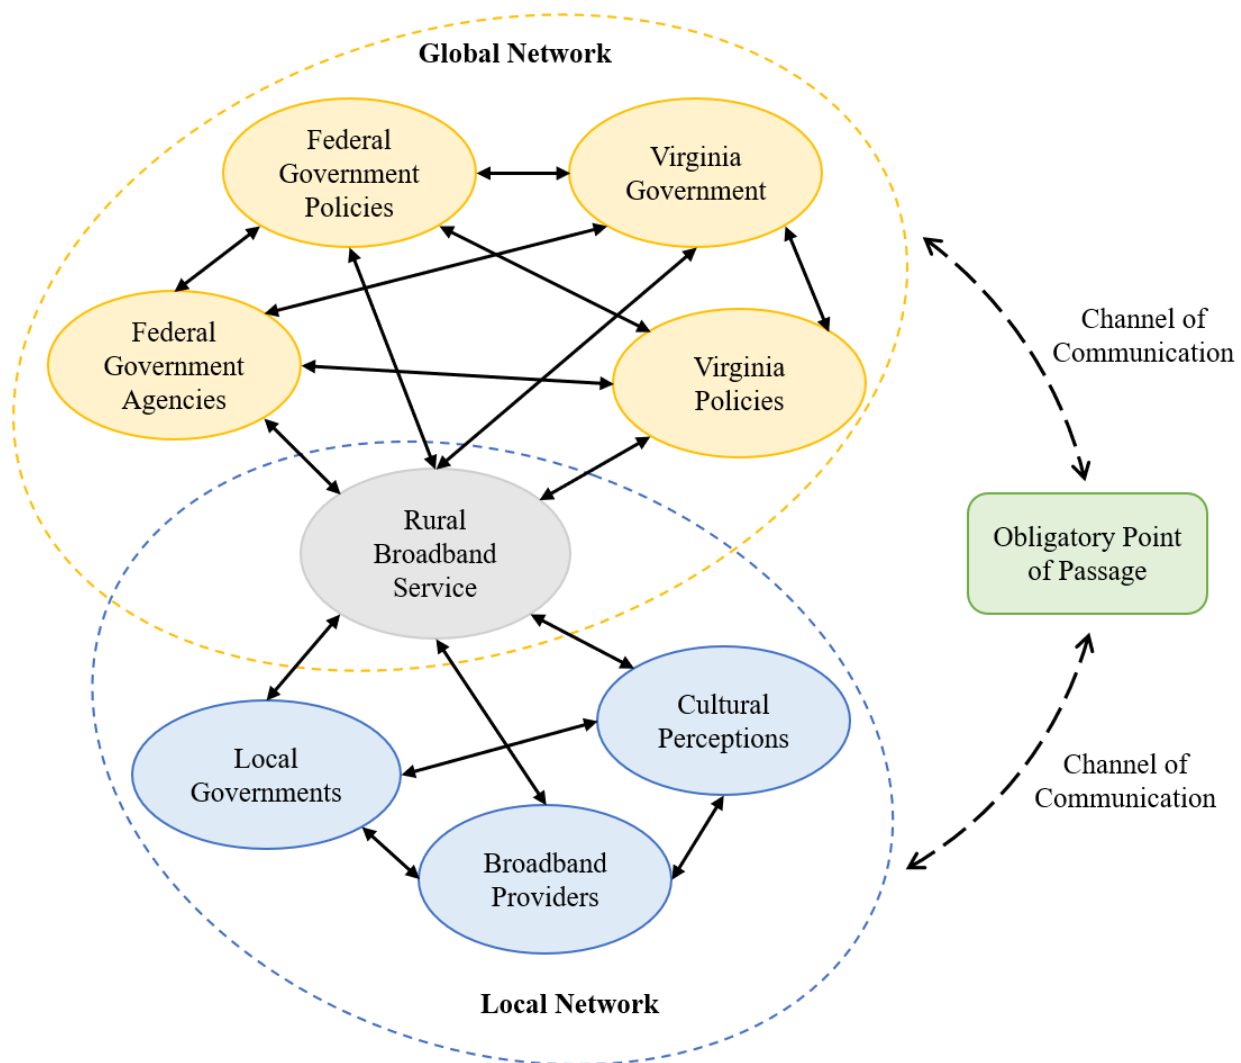 Global Network
Federal
Government
Policies
Virginia
Government
Federal
Government
Agencies
Virginia
Policies
Channel of
Communication
Rural
Broadband
Service
Obligatory Point
of Passage
Cultural
Perceptions
Local
Governments
Channel of
Communication
Broadband
Providers
Local Network